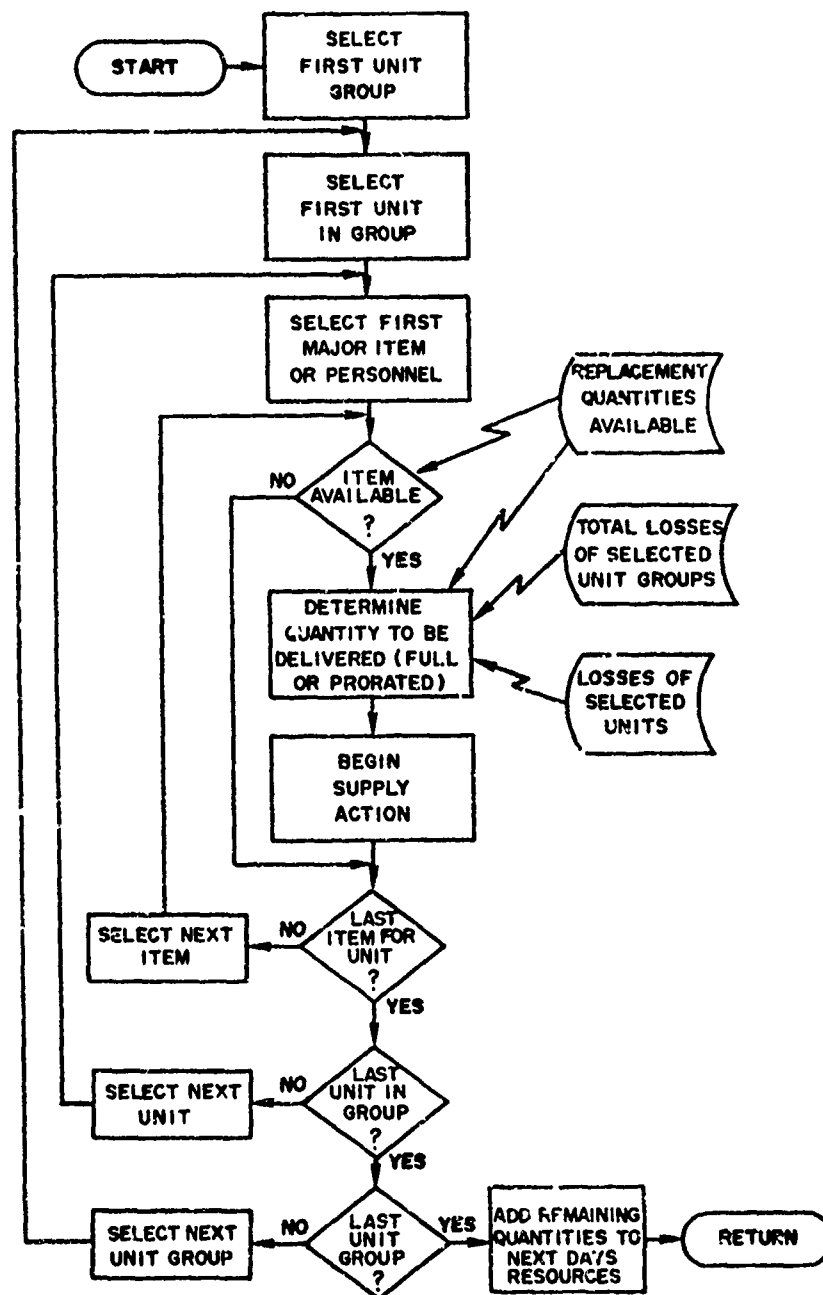 START
SELECT
FIRST UNIT
GROUP
SELECT
FIRST UNIT
IN GROUP
SELECT FIRST
MAJOR ITEM
OR PERSONNEL
REPLACEMENT
QUANTITIES
AVAILABLE
NO
ITEM
AVAILABLE
?
YES
TOTAL LOSSES
OF SELECTED
UNIT GROUPS
DETERMINE
QUANTITY TO BE
DELIVERED (FULL
OR PRORATED)
LOSSES OF
SELECTED
UNITS
BEGIN
SUPPLY
ACTION
SELECT NEXT
ITEM
NO
LAST
ITEM FOR
UNIT
?
YES
SELECT NEXT
UNIT
NO
LAST
UNIT IN
GROUP
?
YES
SELECT NEXT
UNIT GROUP
NO
LAST
UNIT
GROUP
?
YES
ADD REMAINING
QUANTITIES TO
NEXT DAYS
RESOURCES
RETURN